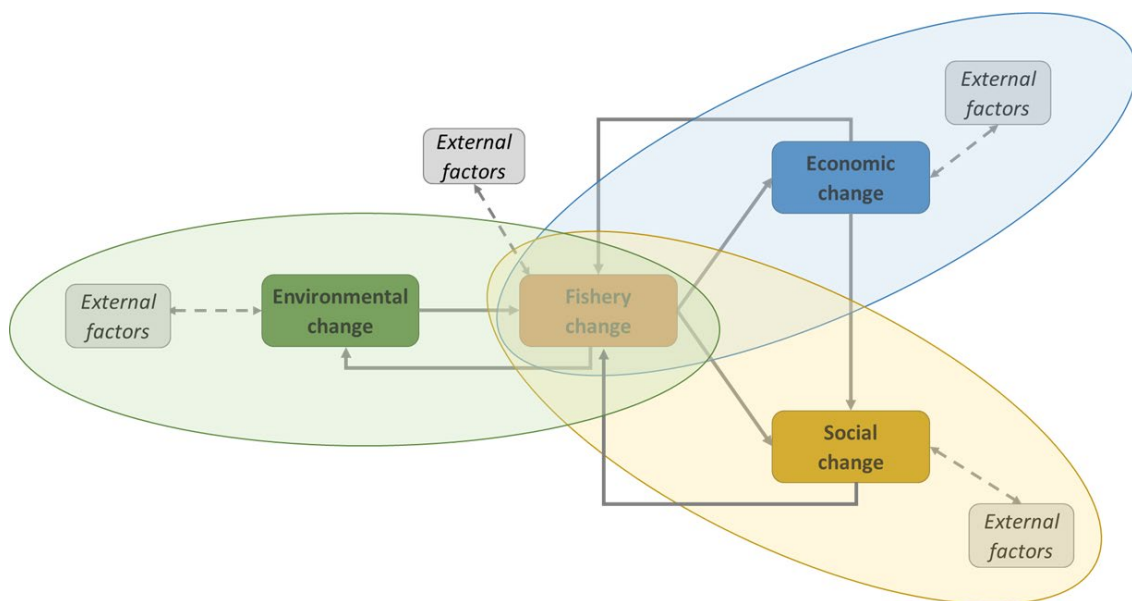 External
factors
Economic
change
External
factors
External
factors
Environmental
change
Fishery
change
Social
change
External
factors